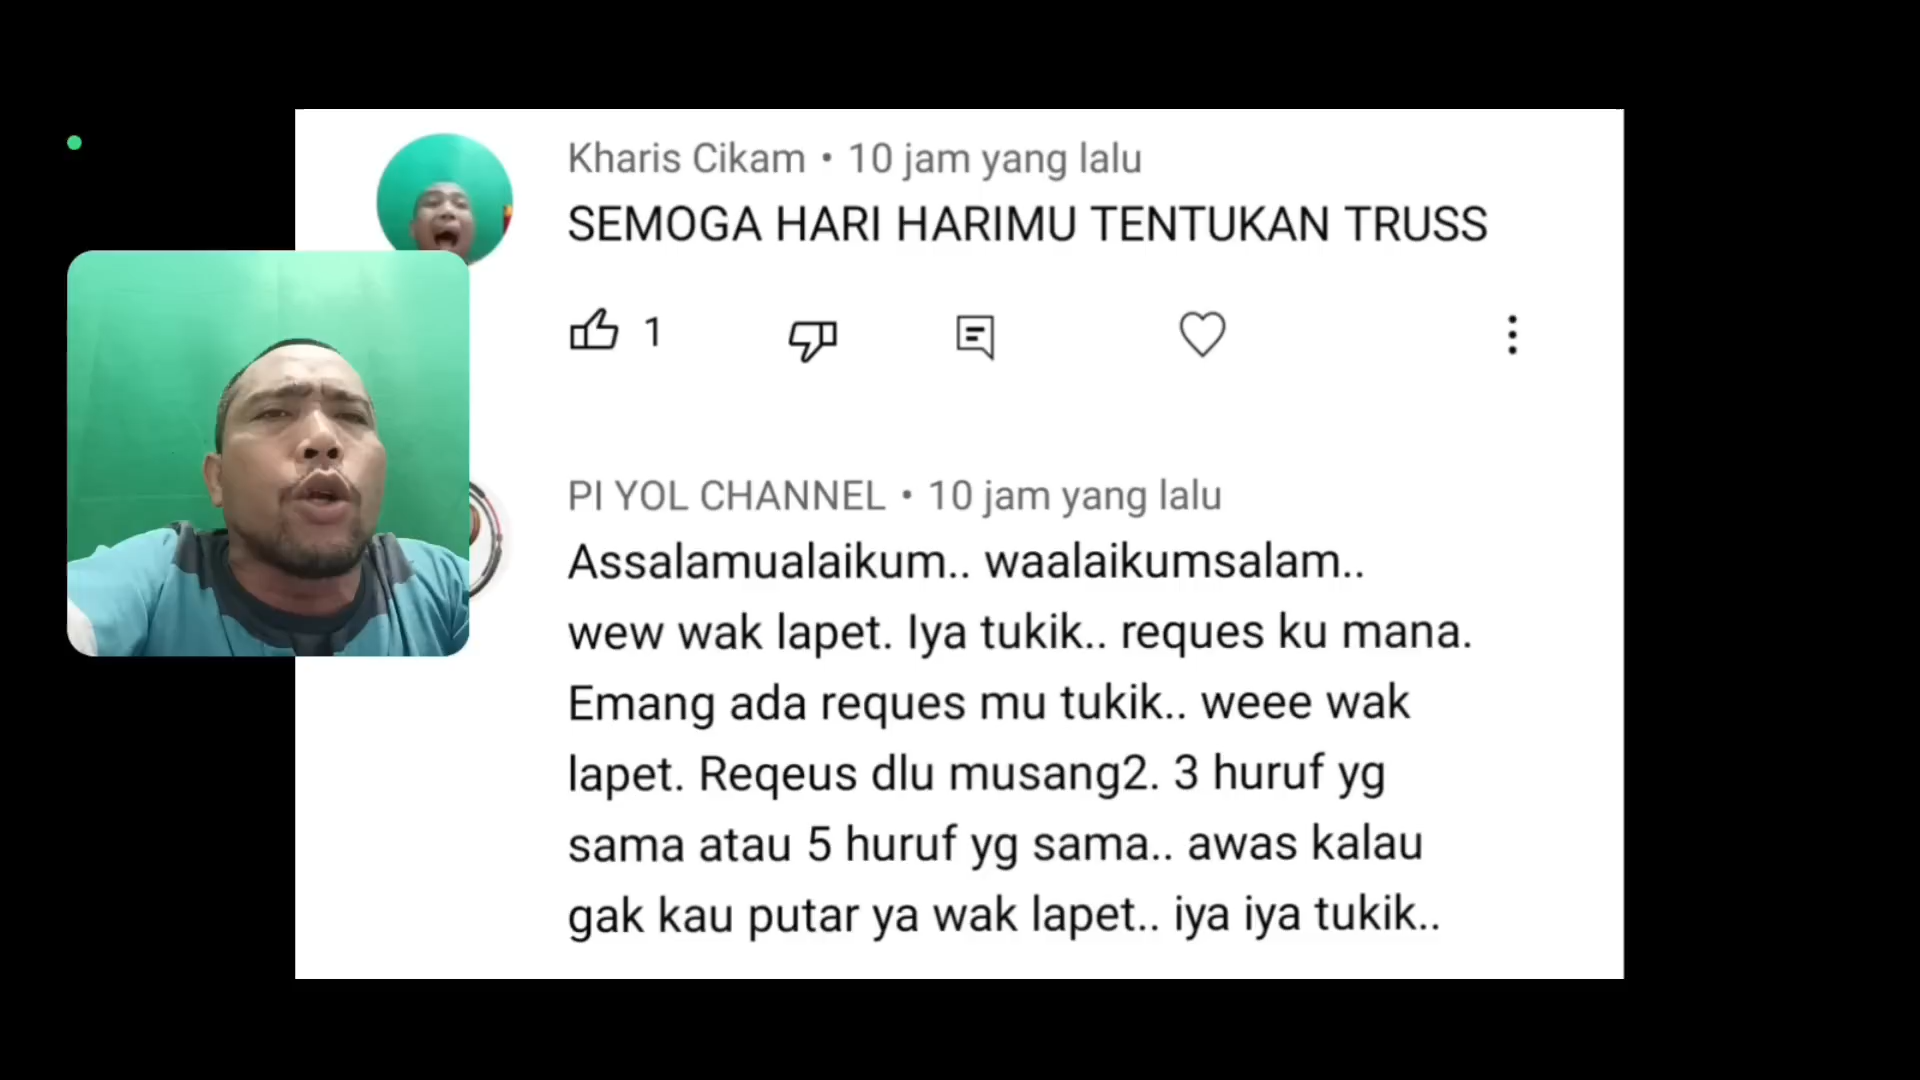 Kharis Cikam • 10 jam yang lalu
SEMOGA HARI HARIMU TENTUKAN TRUSS
1
PI YOL CHANNEL • 10 jam yang lalu
Assalamualaikum.. waalaikumsalam..
wew wak lapet. Iya tukik.. reques ku mana.
Emang ada reques mu tukik.. weee wak
lapet. Reqeus dlu musang2. 3 huruf yg
sama atau 5 huruf yg sama.. awas kalau
gak kau putar ya wak lapet.. iya iya tukik..